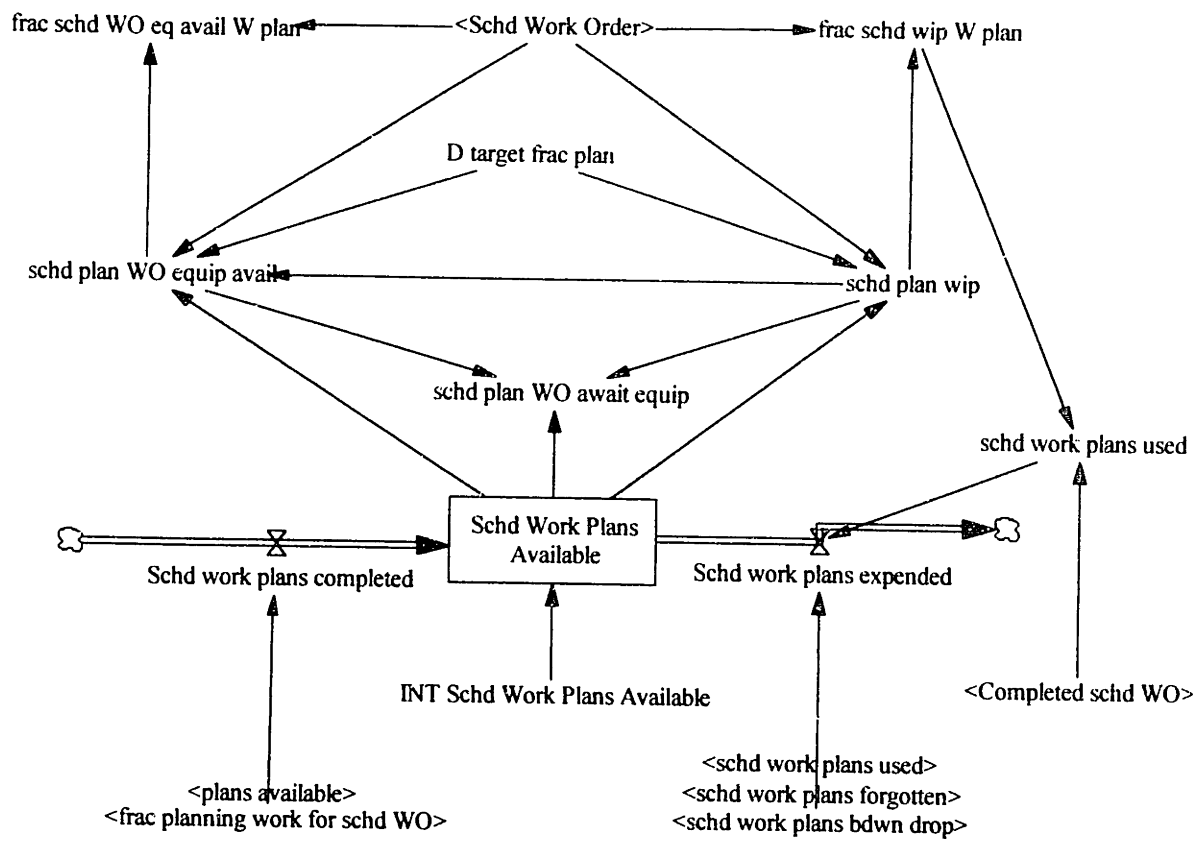 frac schd WO eq avail W plan
<Schd Work Order>
frac schd wip W plan
D target frac plan
schd plan WO equip avail
schd plan wip
schd plan WO await equip
schd work plans used
Schd Work Plans
Available
Schd work plans completed
Schd work plans expended
INT Schd Work Plans Available
<Completed schd WO>
<schd work plans used>
<plans available>
<schd work plans forgotten>
<frac planning work for schd WO>
<schd work plans bdwn drop>